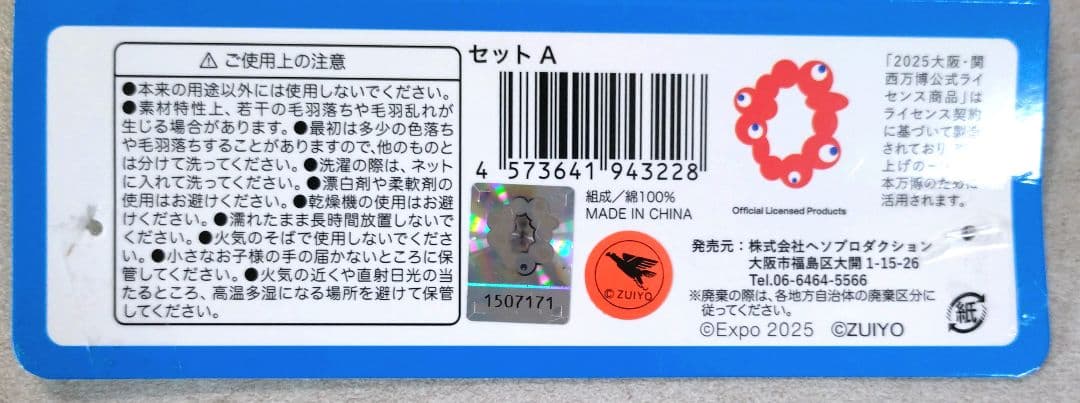 ⚠ ご使用上の注意
●本来の用途以外には使用しないでください。
●素材特性上、若干の毛羽落ちや毛羽乱れが
生じる場合があります。●最初は多少の色落ち
や毛羽落ちすることがありますので、他のものと
は分けて洗ってください。●洗濯の際は、ネット
に入れて洗ってください。●漂白剤や柔軟剤の
使用はお避けください。●乾燥機の使用はお避
けください。●濡れたまま長時間放置しないで
ください。●火気のそばで使用しないでください。
●小さなお子様の手の届かないところに保
管してください。●火気の近くや直射日光の当
たるところ、高温多湿になる場所を避けて保管
してください。
セット A
4 573641 943228
組成／綿100%
MADE IN CHINA
1507171
©ZUIYO
Official Licensed Products
「2025大阪・関
西万博公式ライ
センス商品」は
ライセンス契約
に基づいて製造
されており
上げの一
本万博のために
活用されます。
発売元：株式会社ヘソプロダクション
大阪市福島区大開 1-15-26
Tel.06-6464-5566
※廃棄の際は、各地方自治体の廃棄区分に
従ってください。
©Expo 2025 ©ZUIYO
紙